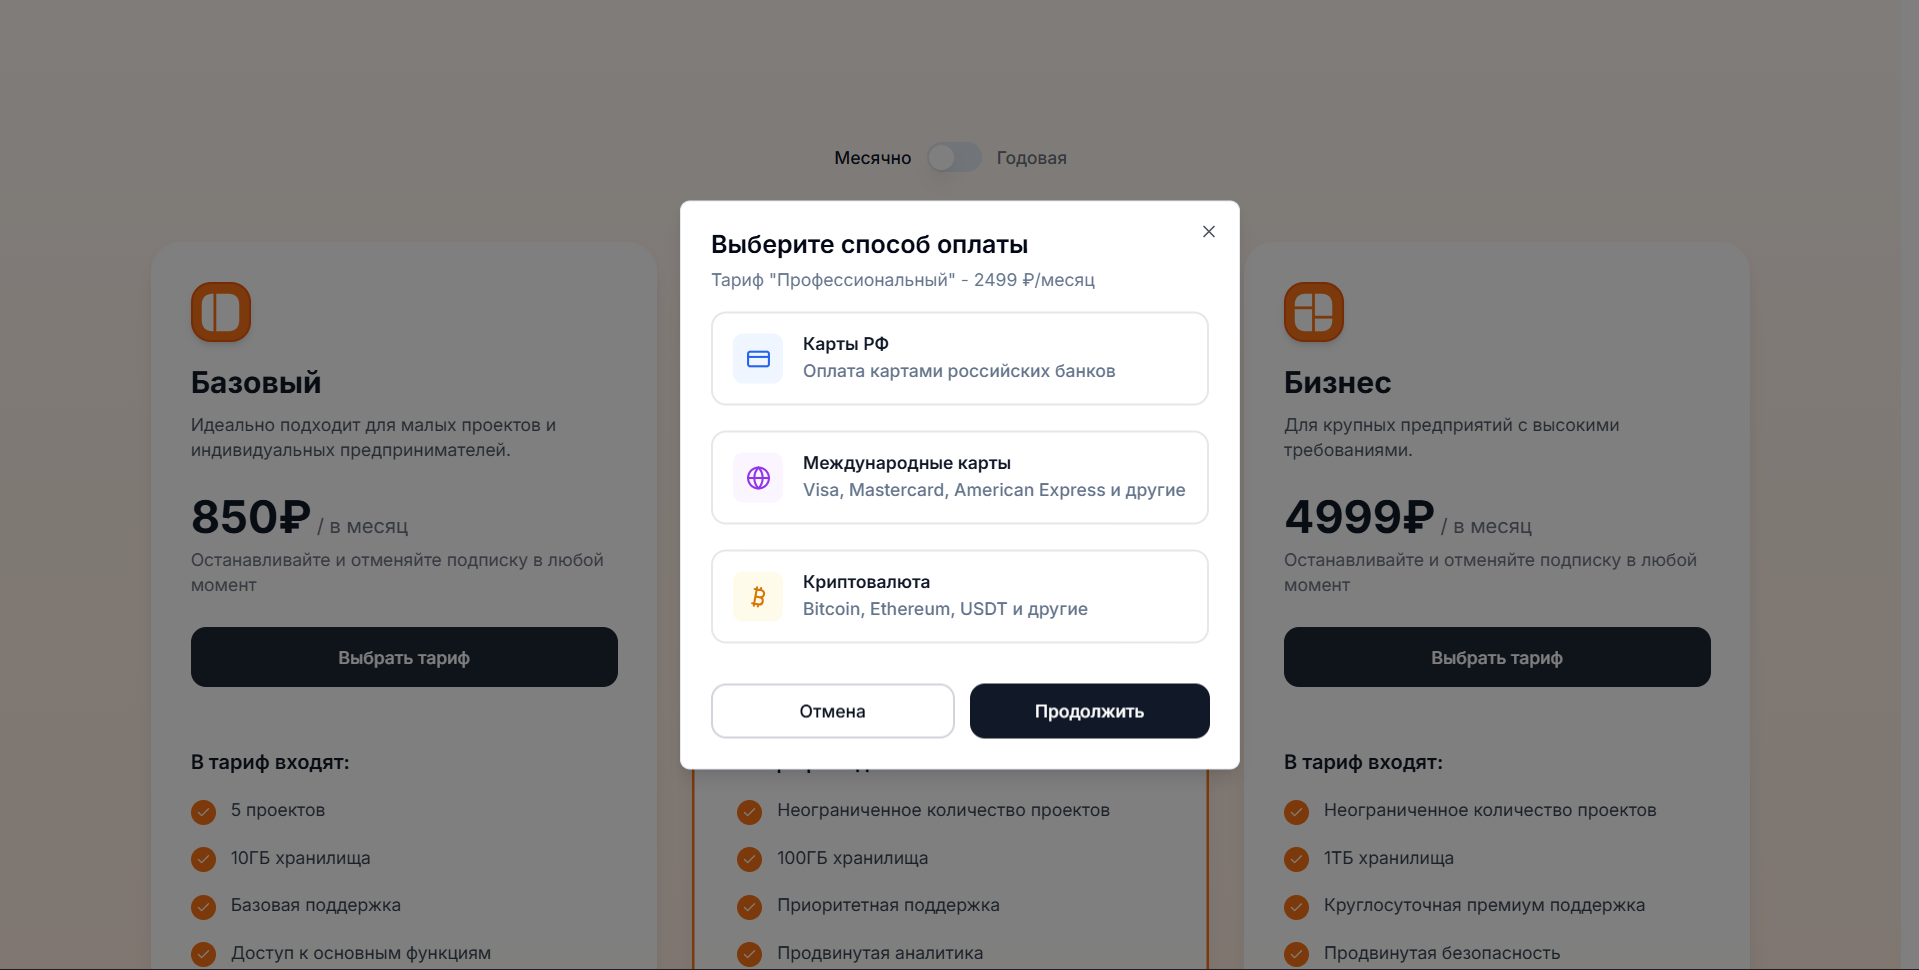 Месячно
Годовая
Выберите способ оплаты
Тариф "Профессиональный" - 2499 ₽/месяц
Карты РФ
Оплата картами российских банков
Международные карты
Visa, Mastercard, American Express и другие
Криптовалюта
Bitcoin, Ethereum, USDT и другие
Отмена
Продолжить
Базовый
Идеально подходит для малых проектов и
индивидуальных предпринимателей.
850₽ / в месяц
Останавливайте и отменяйте подписку в любой
момент
Выбрать тариф
В тариф входят:
5 проектов
10ГБ хранилища
Базовая поддержка
Доступ к основным функциям
Неограниченное количество проектов
100ГБ хранилища
Приоритетная поддержка
Продвинутая аналитика
Бизнес
Для крупных предприятий с высокими
требованиями.
4999₽ / в месяц
Останавливайте и отменяйте подписку в любой
момент
Выбрать тариф
В тариф входят:
Неограниченное количество проектов
1ТБ хранилища
Круглосуточная премиум поддержка
Продвинутая безопасность